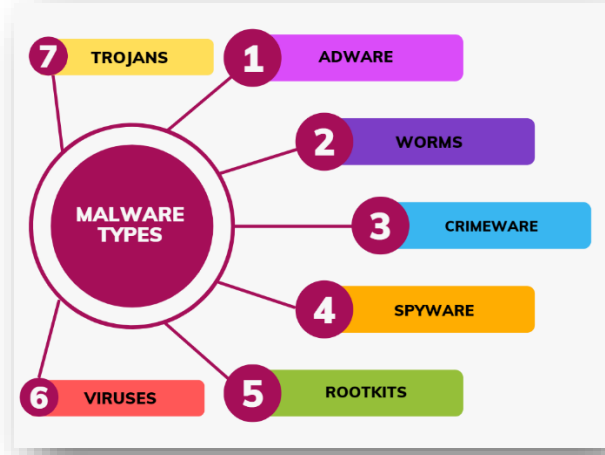 7 TROJANS
1 ADWARE
2 WORMS
MALWARE
TYPES
3 CRIMEWARE
4 SPYWARE
5 ROOTKITS
6 VIRUSES